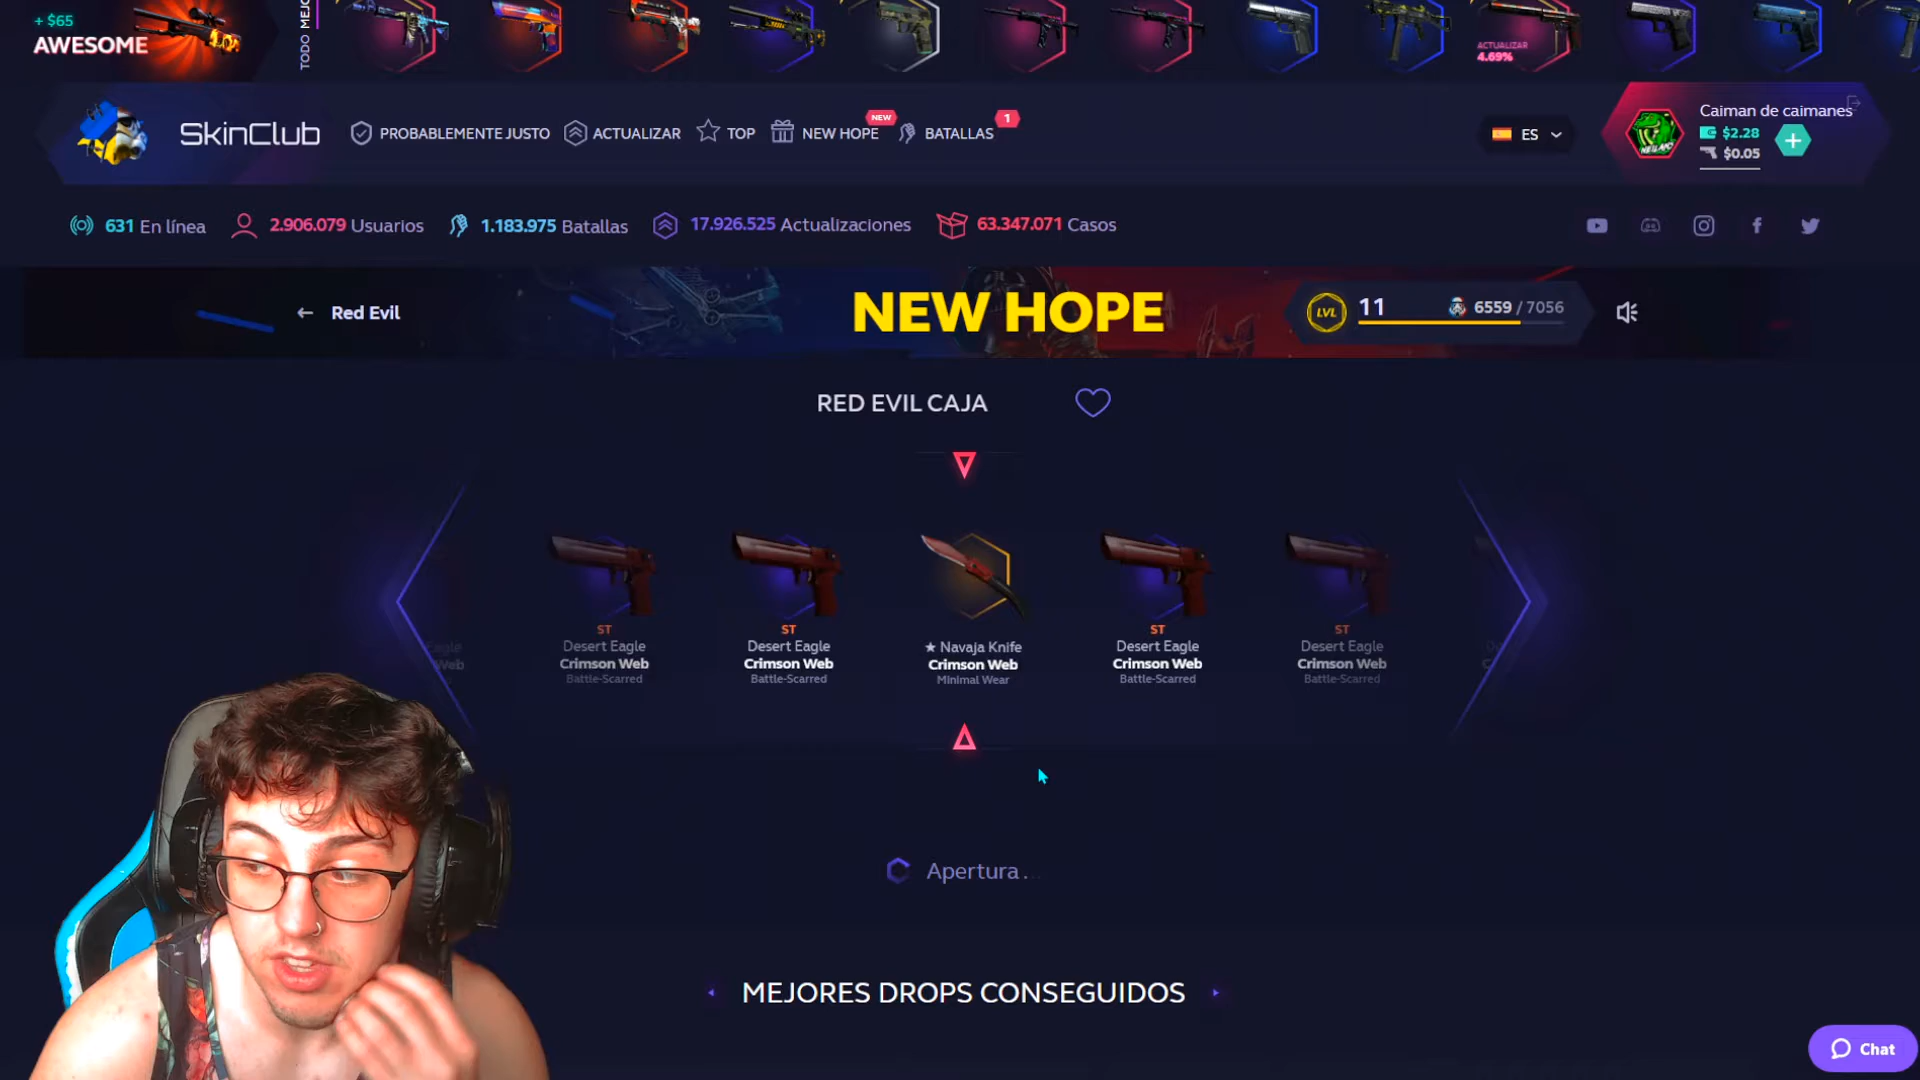 + $65
AWESOME
TODO MEJO
ACTUALIZAR
4.69%
SKINCLUB
PROBABLEMENTE JUSTO
ACTUALIZAR
TOP
NEW HOPE
NEW
BATALLAS
1
ES
Caiman de caimanes
$2.28
$0.05
631 En línea
2.906.079 Usuarios
1.183.975 Batallas
17.926.525 Actualizaciones
63.347.071 Casos
← Red Evil
NEW HOPE
LVL
11
6559 / 7056
RED EVIL CAJA
Web
ST
Desert Eagle
Crimson Web
Battle-Scarred
ST
Desert Eagle
Crimson Web
Battle-Scarred
★ Navaja Knife
Crimson Web
Minimal Wear
ST
Desert Eagle
Crimson Web
Battle-Scarred
ST
Desert Eagle
Crimson Web
Battle-Scarred
Apertura..
MEJORES DROPS CONSEGUIDOS
Chat